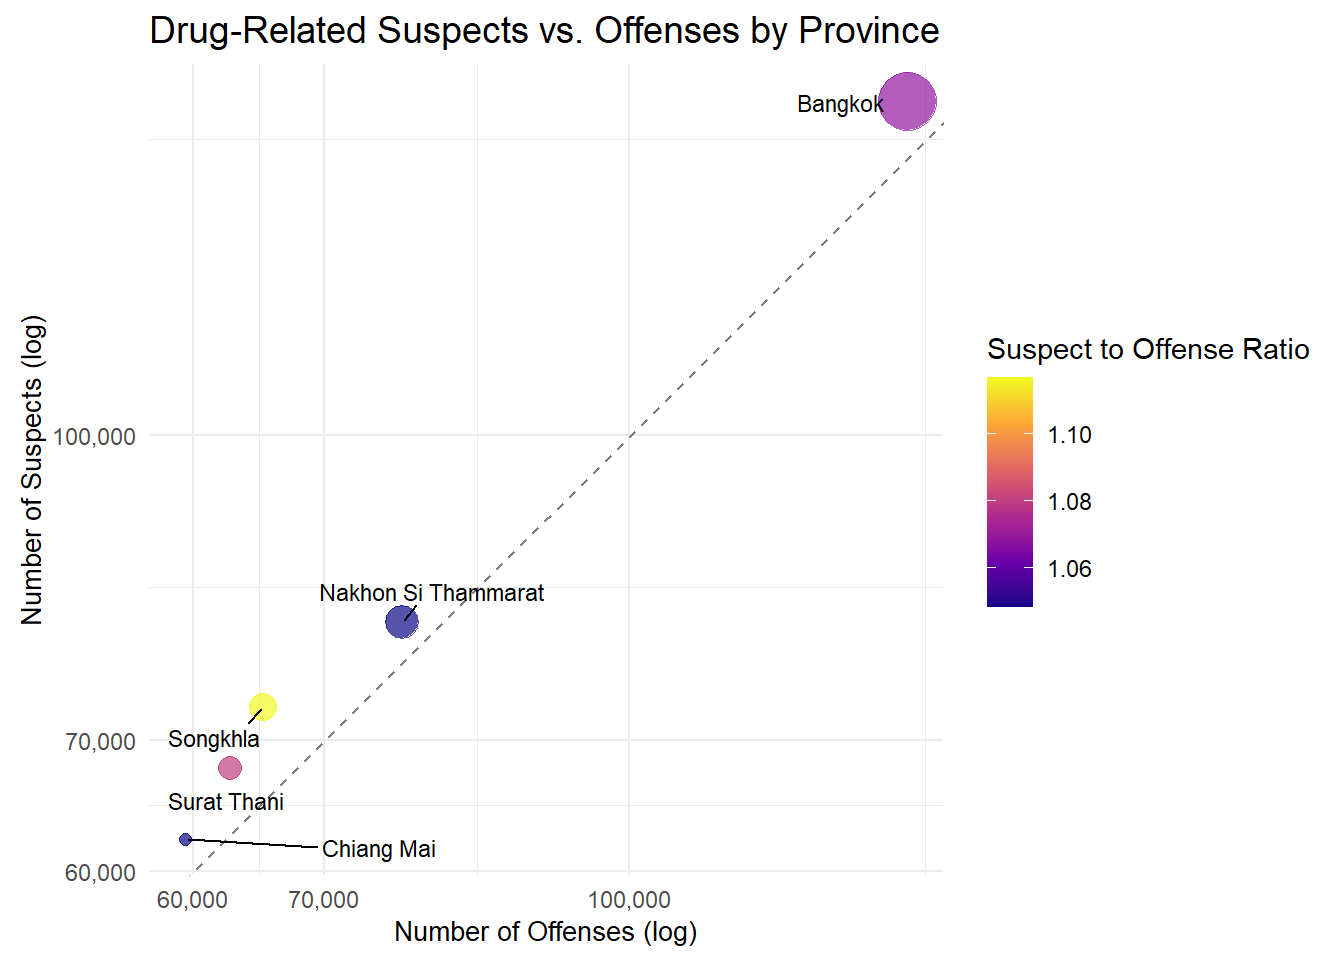 Drug-Related Suspects vs. Offenses by Province
Bangkok
Number of Suspects (log)
100,000
70,000
60,000
Nakhon Si Thammarat
Songkhla
Surat Thani
Chiang Mai
60,000 70,000 100,000
Number of Offenses (log)
Suspect to Offense Ratio
1.10
1.08
1.06